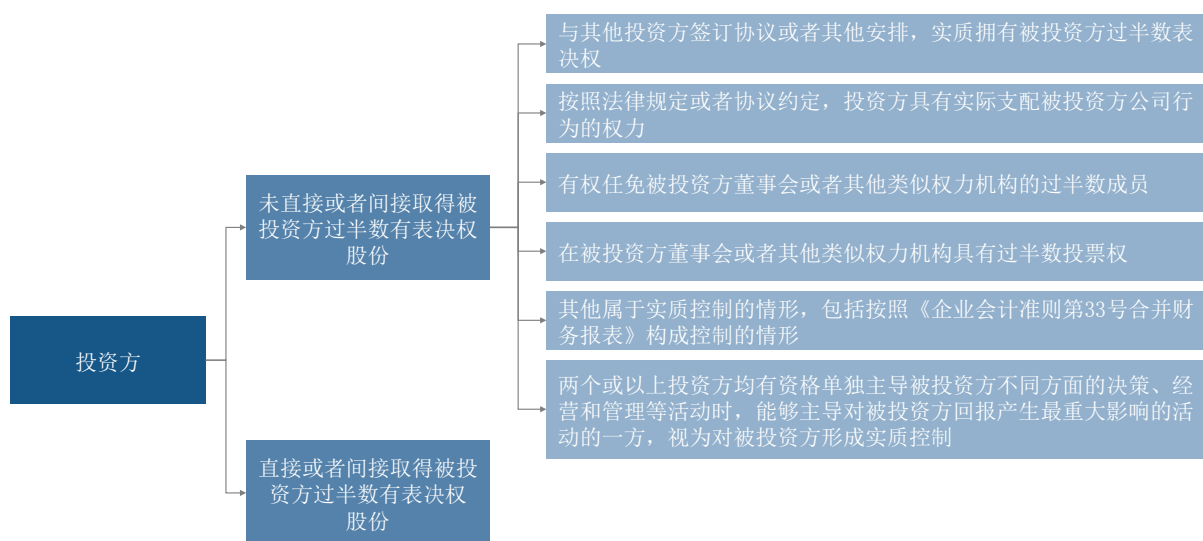 投资方
未直接或者间接取得被
投资方过半数有表决权
股份
直接或者间接取得被投
资方过半数有表决权
股份
与其他投资方签订协议或者其他安排，实质拥有被投资方过半数表
决权
按照法律规定或者协议约定，投资方具有实际支配被投资方公司行
为的权力
有权任免被投资方董事会或者其他类似权力机构的过半数成员
在被投资方董事会或者其他类似权力机构具有过半数投票权
其他属于实质控制的情形，包括按照《企业会计准则第33号合并财
务报表》构成控制的情形
两个或以上投资方均有资格单独主导被投资方不同方面的决策、经
营和管理等活动时，能够主导对被投资方回报产生最重大影响的活
动的一方，视为对被投资方形成实质控制